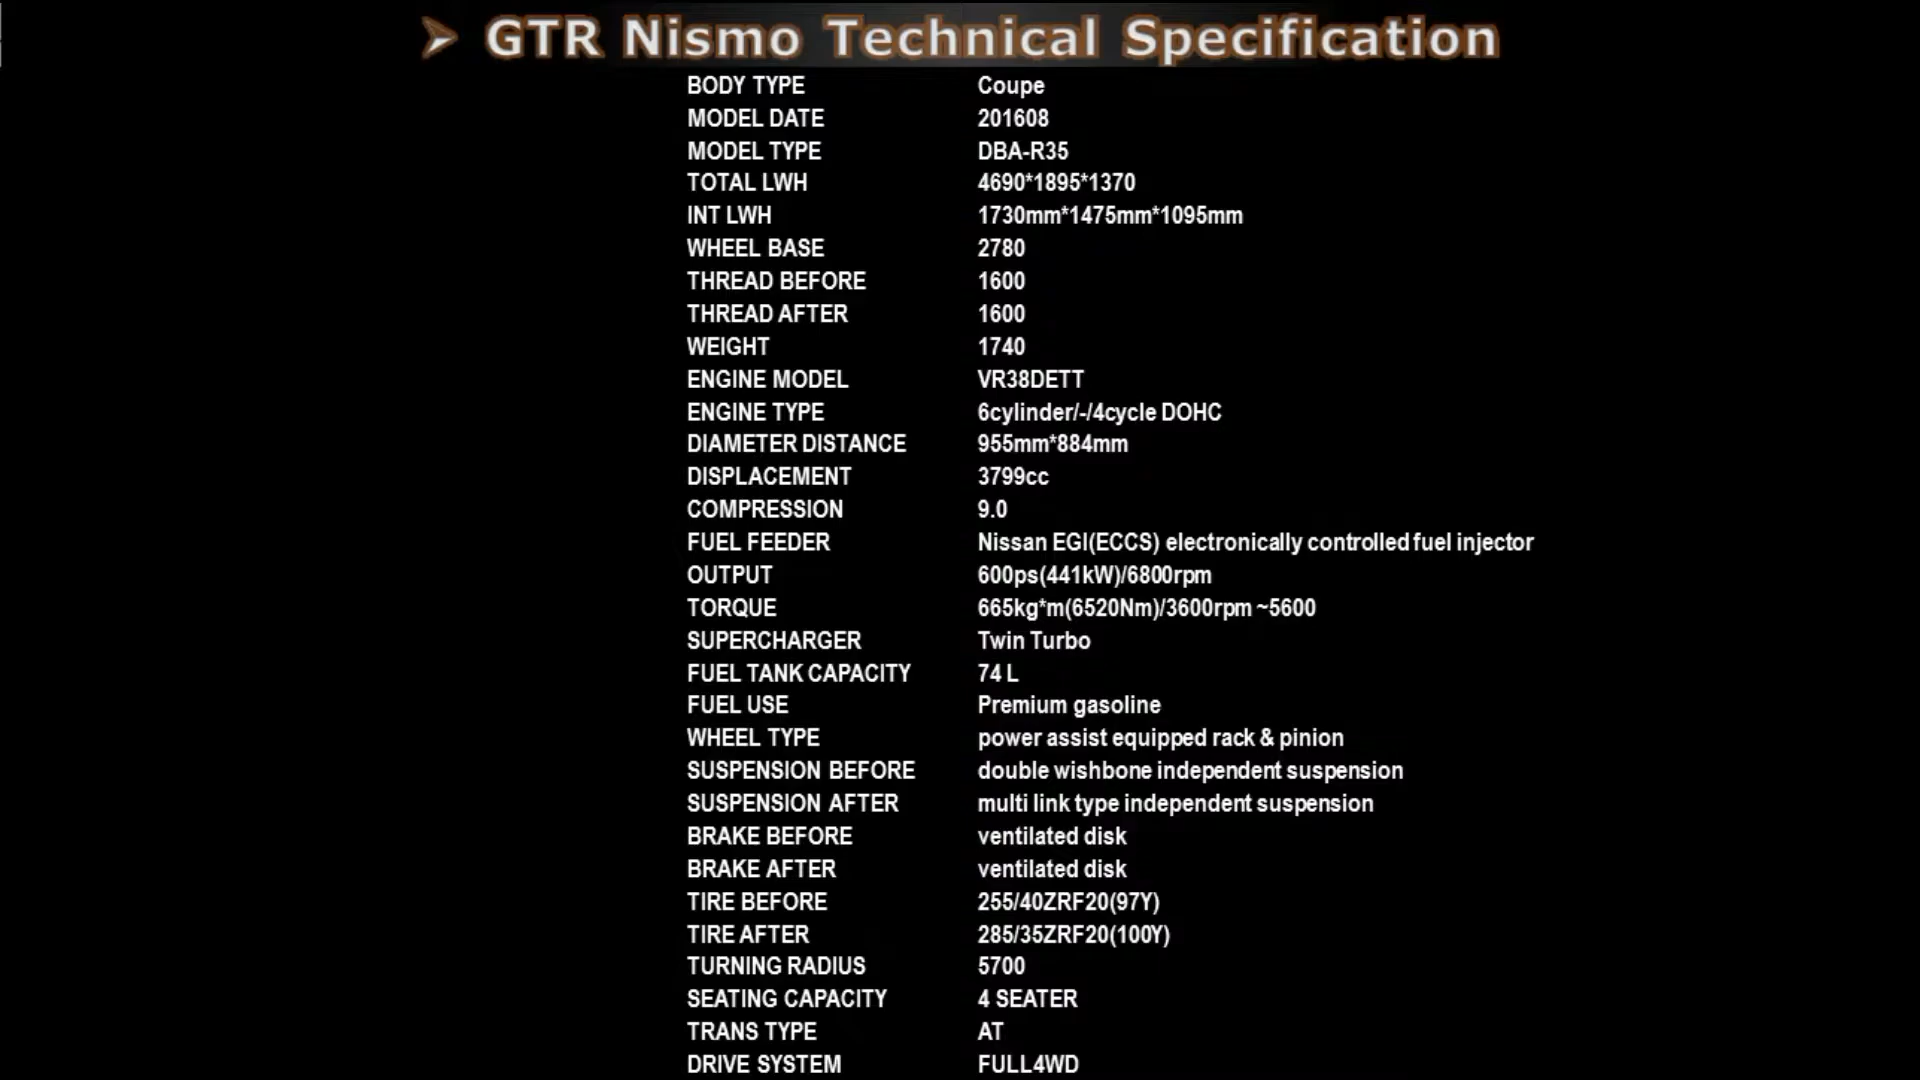 ➤ GTR Nismo Technical Specification
BODY TYPE Coupe
MODEL DATE 201608
MODEL TYPE DBA-R35
TOTAL LWH 4690*1895*1370
INT LWH 1730mm*1475mm*1095mm
WHEEL BASE 2780
THREAD BEFORE 1600
THREAD AFTER 1600
WEIGHT 1740
ENGINE MODEL VR38DETT
ENGINE TYPE 6cylinder/-/4cycle DOHC
DIAMETER DISTANCE 955mm*884mm
DISPLACEMENT 3799cc
COMPRESSION 9.0
FUEL FEEDER Nissan EGI(ECCS) electronically controlled fuel injector
OUTPUT 600ps(441kW)/6800rpm
TORQUE 665kg*m(6520Nm)/3600rpm ~5600
SUPERCHARGER Twin Turbo
FUEL TANK CAPACITY 74 L
FUEL USE Premium gasoline
WHEEL TYPE power assist equipped rack & pinion
SUSPENSION BEFORE double wishbone independent suspension
SUSPENSION AFTER multi link type independent suspension
BRAKE BEFORE ventilated disk
BRAKE AFTER ventilated disk
TIRE BEFORE 255/40ZRF20(97Y)
TIRE AFTER 285/35ZRF20(100Y)
TURNING RADIUS 5700
SEATING CAPACITY 4 SEATER
TRANS TYPE AT
DRIVE SYSTEM FULL4WD